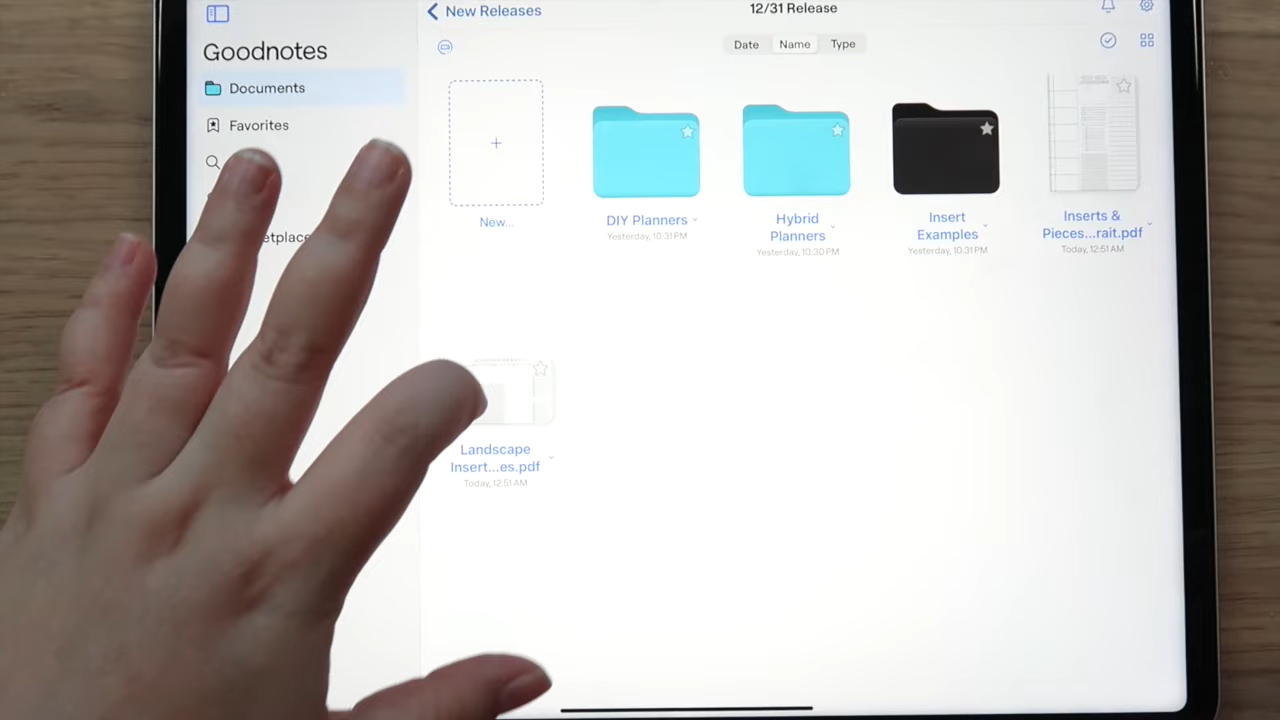 New Releases
12/31 Release
Goodnotes
Date Name Type
Documents
Favorites
etplace
New...
DIY Planners
Yesterday, 10:31 PM
Hybrid
Planners
Yesterday, 10:30 PM
Insert
Examples
Yesterday, 10:31 PM
Inserts &
Pieces...rait.pdf
Today, 12:51 AM
Landscape
Insert...es.pdf
Today, 12:51 AM